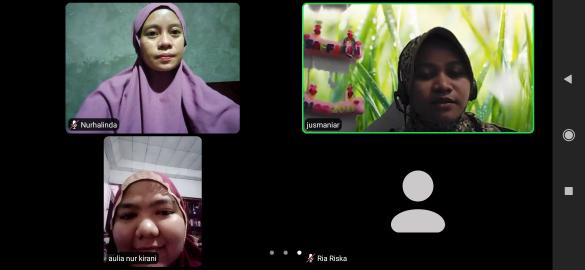 Nurhalinda
jusmaniar
aulia nur kirani
Ria Riska